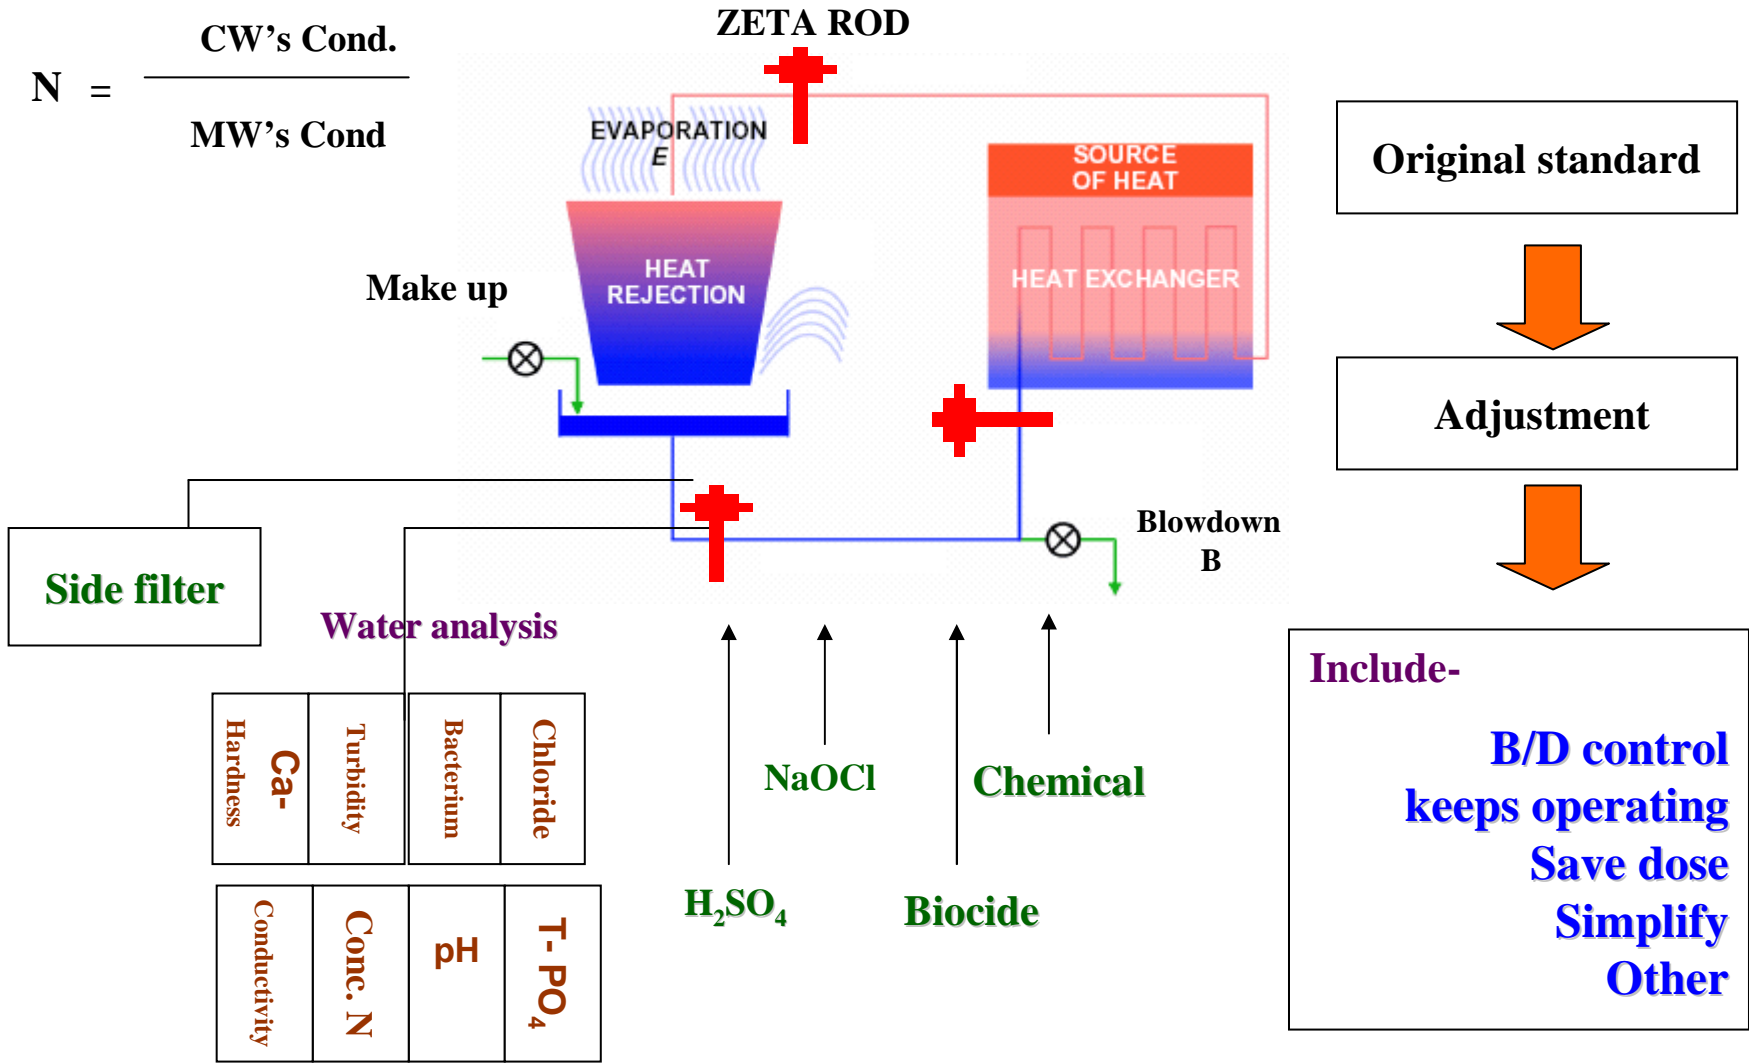 ZETA ROD
CW's Cond.
N =
MW's Cond
EVAPORATION
E
SOURCE
OF HEAT
Original standard
HEAT
REJECTION
HEAT EXCHANGER
Make up
Adjustment
Blowdown
B
Side filter
Water analysis
Include-
B/D control
keeps operating
Save dose
Simplify
Other
Ca-
Hardness
Turbidity
Bacterium
Chloride
NaOCl
Chemical
H₂SO₄
Biocide
Conductivity
Conc. N
pH
T- PO₄